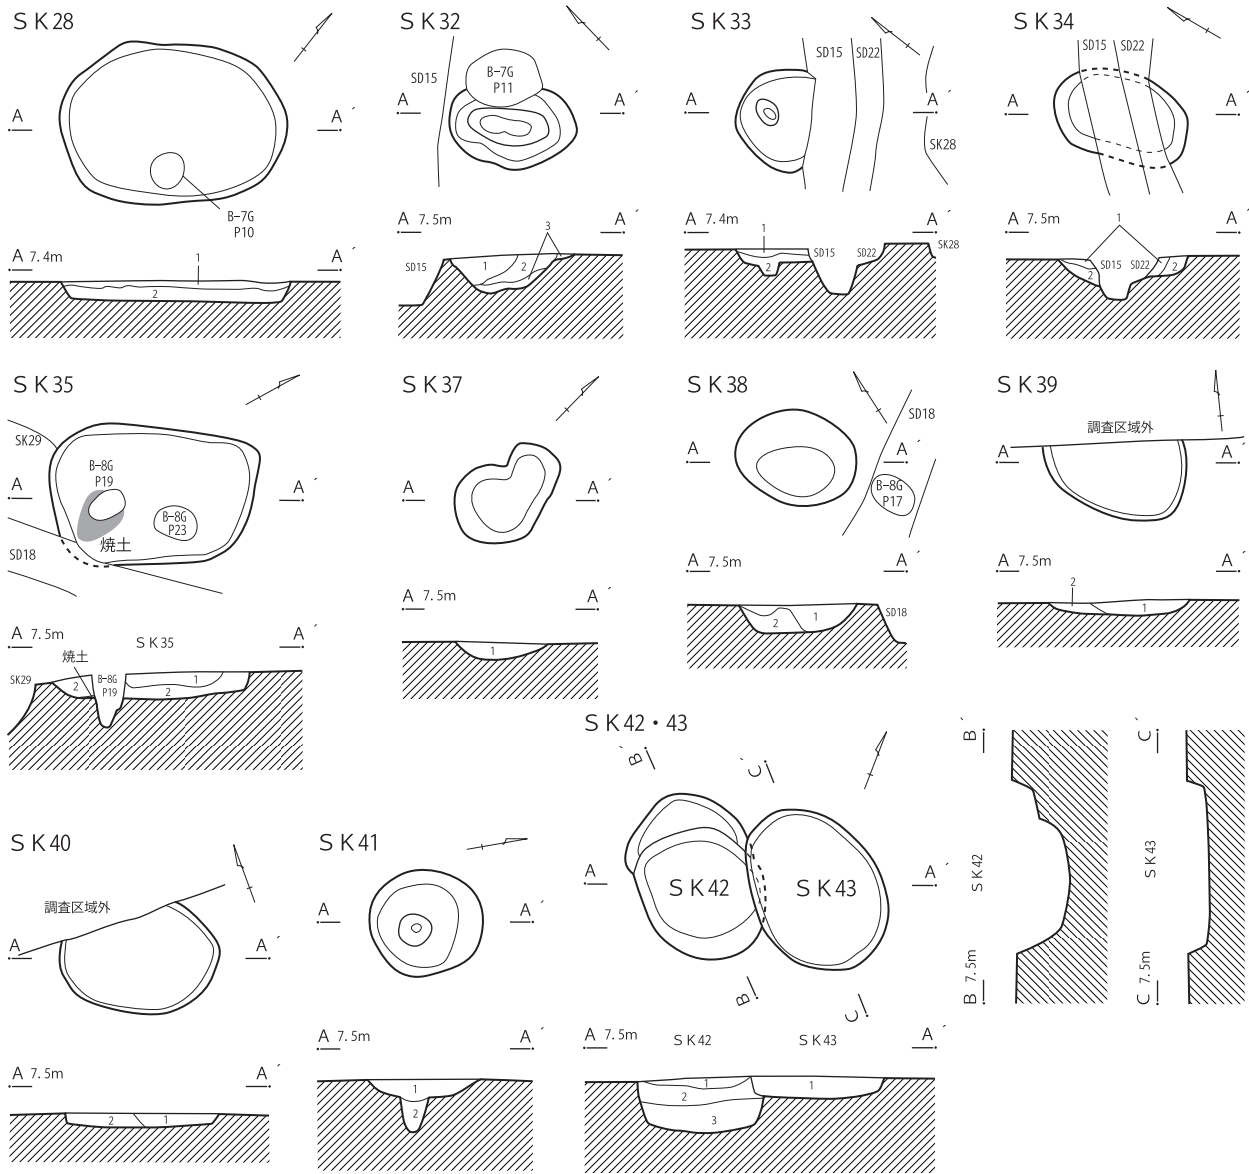 SK28
A
A′
B-7G
P10
A 7.4m
A′
1
2
SK32
SD15
B-7G
P11
A
A′
A 7.5m
A′
3
SD15
1
2
SK33
SD15
SD22
A
A′
SK28
A 7.4m
A′
1
SD15
SD22
SK28
2
SK34
SD15
SD22
A
A′
A 7.5m
A′
1
2
SD15
SD22
2
SK35
SK29
B-8G
P19
A
A′
B-8G
P23
焼土
SD18
A 7.5m
A′
SK35
焼土
SK29
2
B-8G
P19
1
2
SK37
A
A′
A 7.5m
A′
1
SK38
SD18
A
A′
B-8G
P17
A 7.5m
A′
2
1
SD18
SK39
調査区域外
A
A′
A 7.5m
A′
2
1
SK40
調査区域外
A
A′
A 7.5m
A′
2
1
SK41
A
A′
A 7.5m
A′
1
2
SK42・43
B′
C′
A
A′
SK42
SK43
B
C
A 7.5m
A′
SK42
SK43
1
2
3
1
B′
SK42
B 7.5m
C′
SK43
C 7.5m